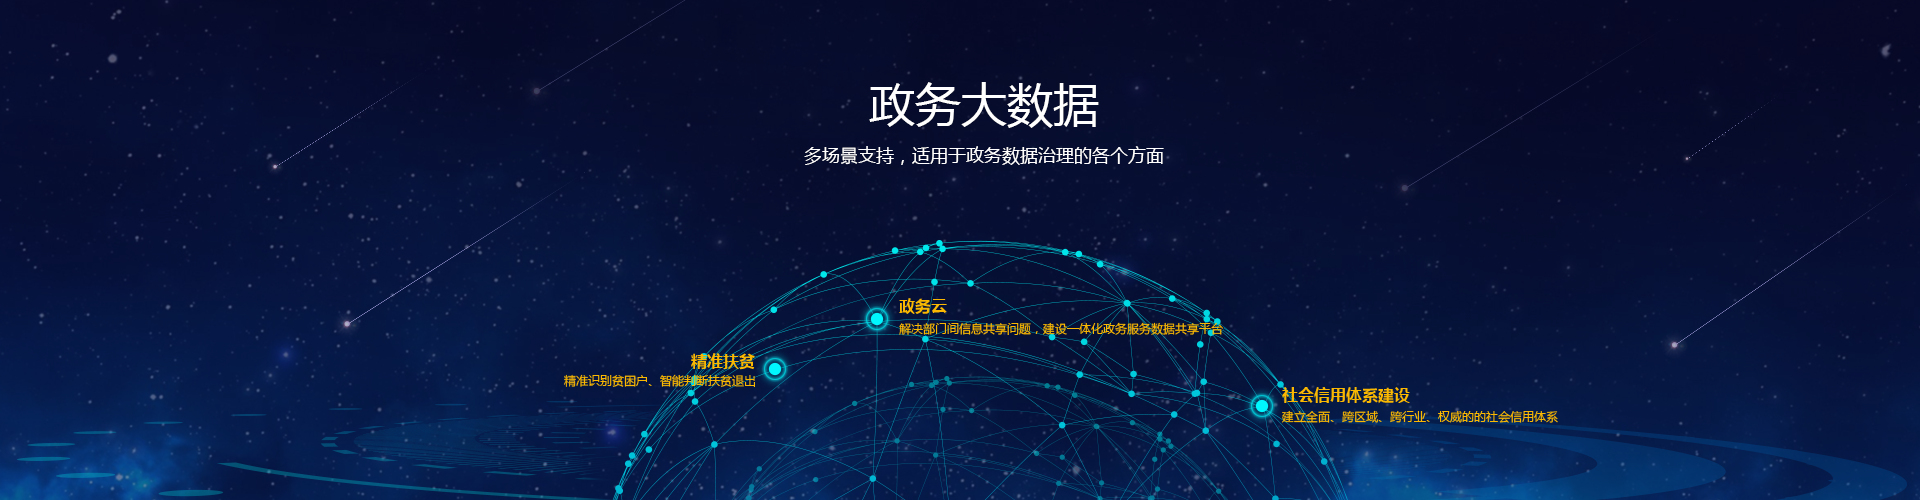 政务大数据
多场景支持，适用于政务数据治理的各个方面
政务云
解决部门间信息共享问题，建设一体化政务服务数据共享平台
精准扶贫
精准识别贫困户、智能判断扶贫退出
社会信用体系建设
建立全面、跨区域、跨行业、权威的的社会信用体系